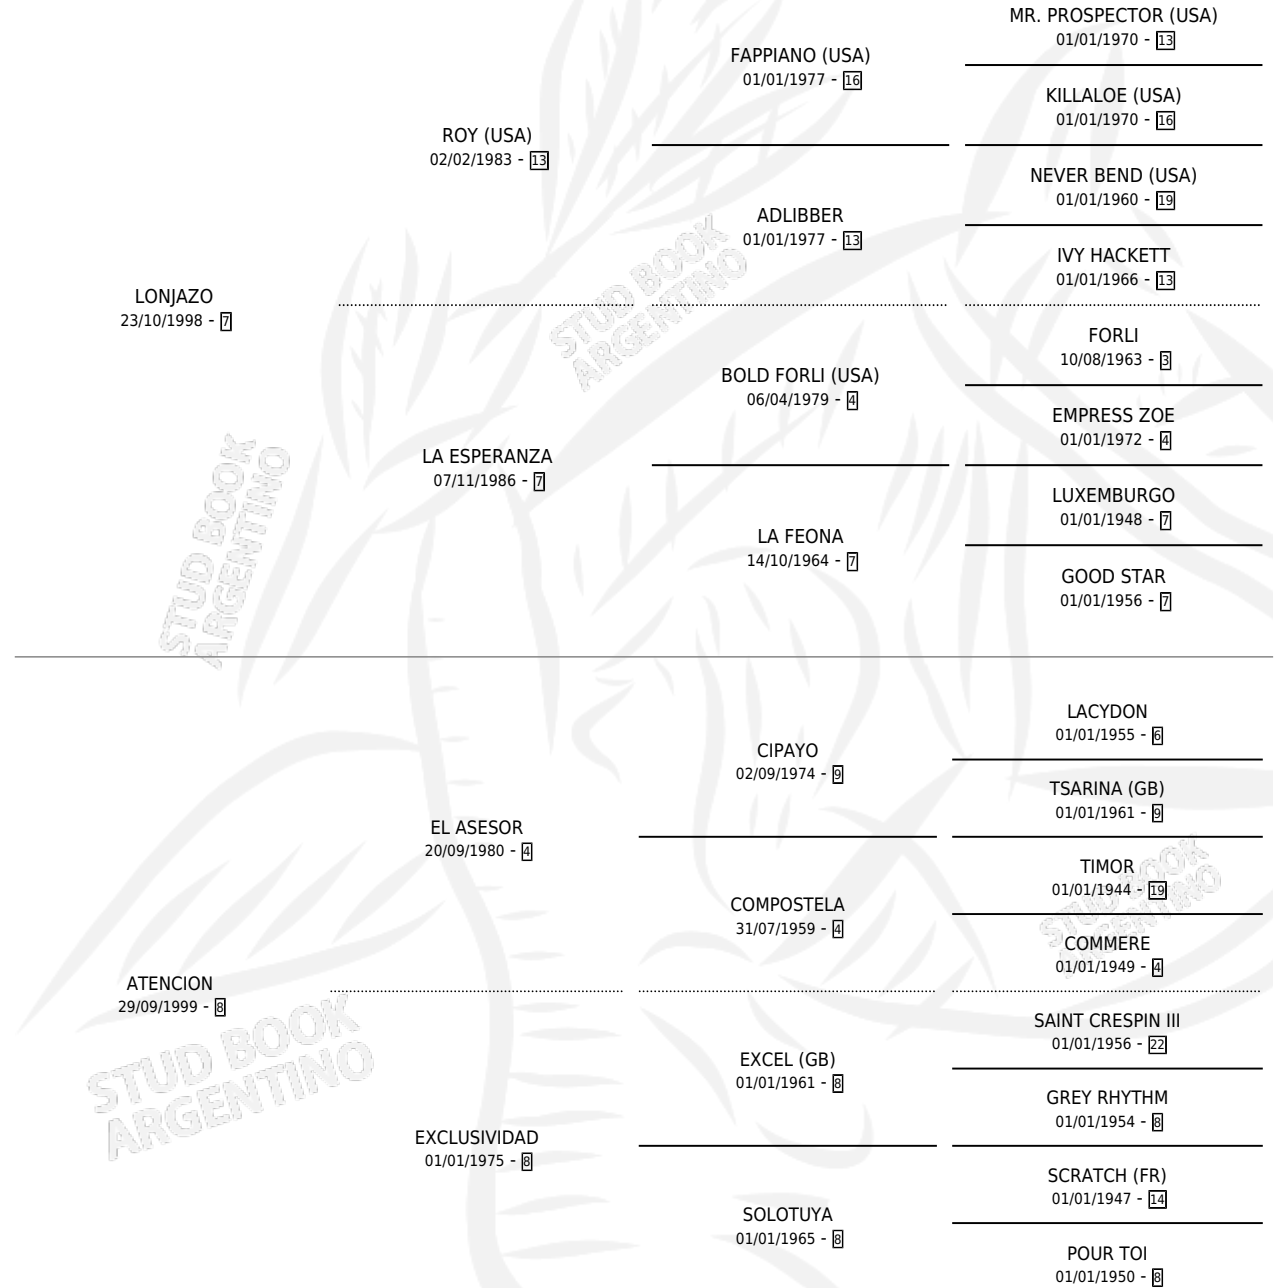 MR. PROSPECTOR (USA)
01/01/1970 - 13
FAPPIANO (USA)
01/01/1977 - 16
KILLALOE (USA)
01/01/1970 - 16
ROY (USA)
02/02/1983 - 13
NEVER BEND (USA)
01/01/1960 - 19
ADLIBBER
01/01/1977 - 13
IVY HACKETT
01/01/1966 - 13
LONJAZO
23/10/1998 - 7
FORLI
10/08/1963 - 3
BOLD FORLI (USA)
06/04/1979 - 4
EMPRESS ZOE
01/01/1972 - 4
LA ESPERANZA
07/11/1986 - 7
LUXEMBURGO
01/01/1948 - 7
LA FEONA
14/10/1964 - 7
GOOD STAR
01/01/1956 - 7
STUD BOOK
ARGENTINO
STUD BOOK
ARGENTINO
LACYDON
01/01/1955 - 6
CIPAYO
02/09/1974 - 9
TSARINA (GB)
01/01/1961 - 9
EL ASESOR
20/09/1980 - 4
TIMOR
01/01/1944 - 19
COMPOSTELA
31/07/1959 - 4
COMMERE
01/01/1949 - 4
ATENCION
29/09/1999 - 8
SAINT CRESPIN III
01/01/1956 - 22
EXCEL (GB)
01/01/1961 - 8
GREY RHYTHM
01/01/1954 - 8
EXCLUSIVIDAD
01/01/1975 - 8
SCRATCH (FR)
01/01/1947 - 14
SOLOTUYA
01/01/1965 - 8
POUR TOI
01/01/1950 - 8
STUD BOOK
ARGENTINO
STUD BOOK
ARGENTINO